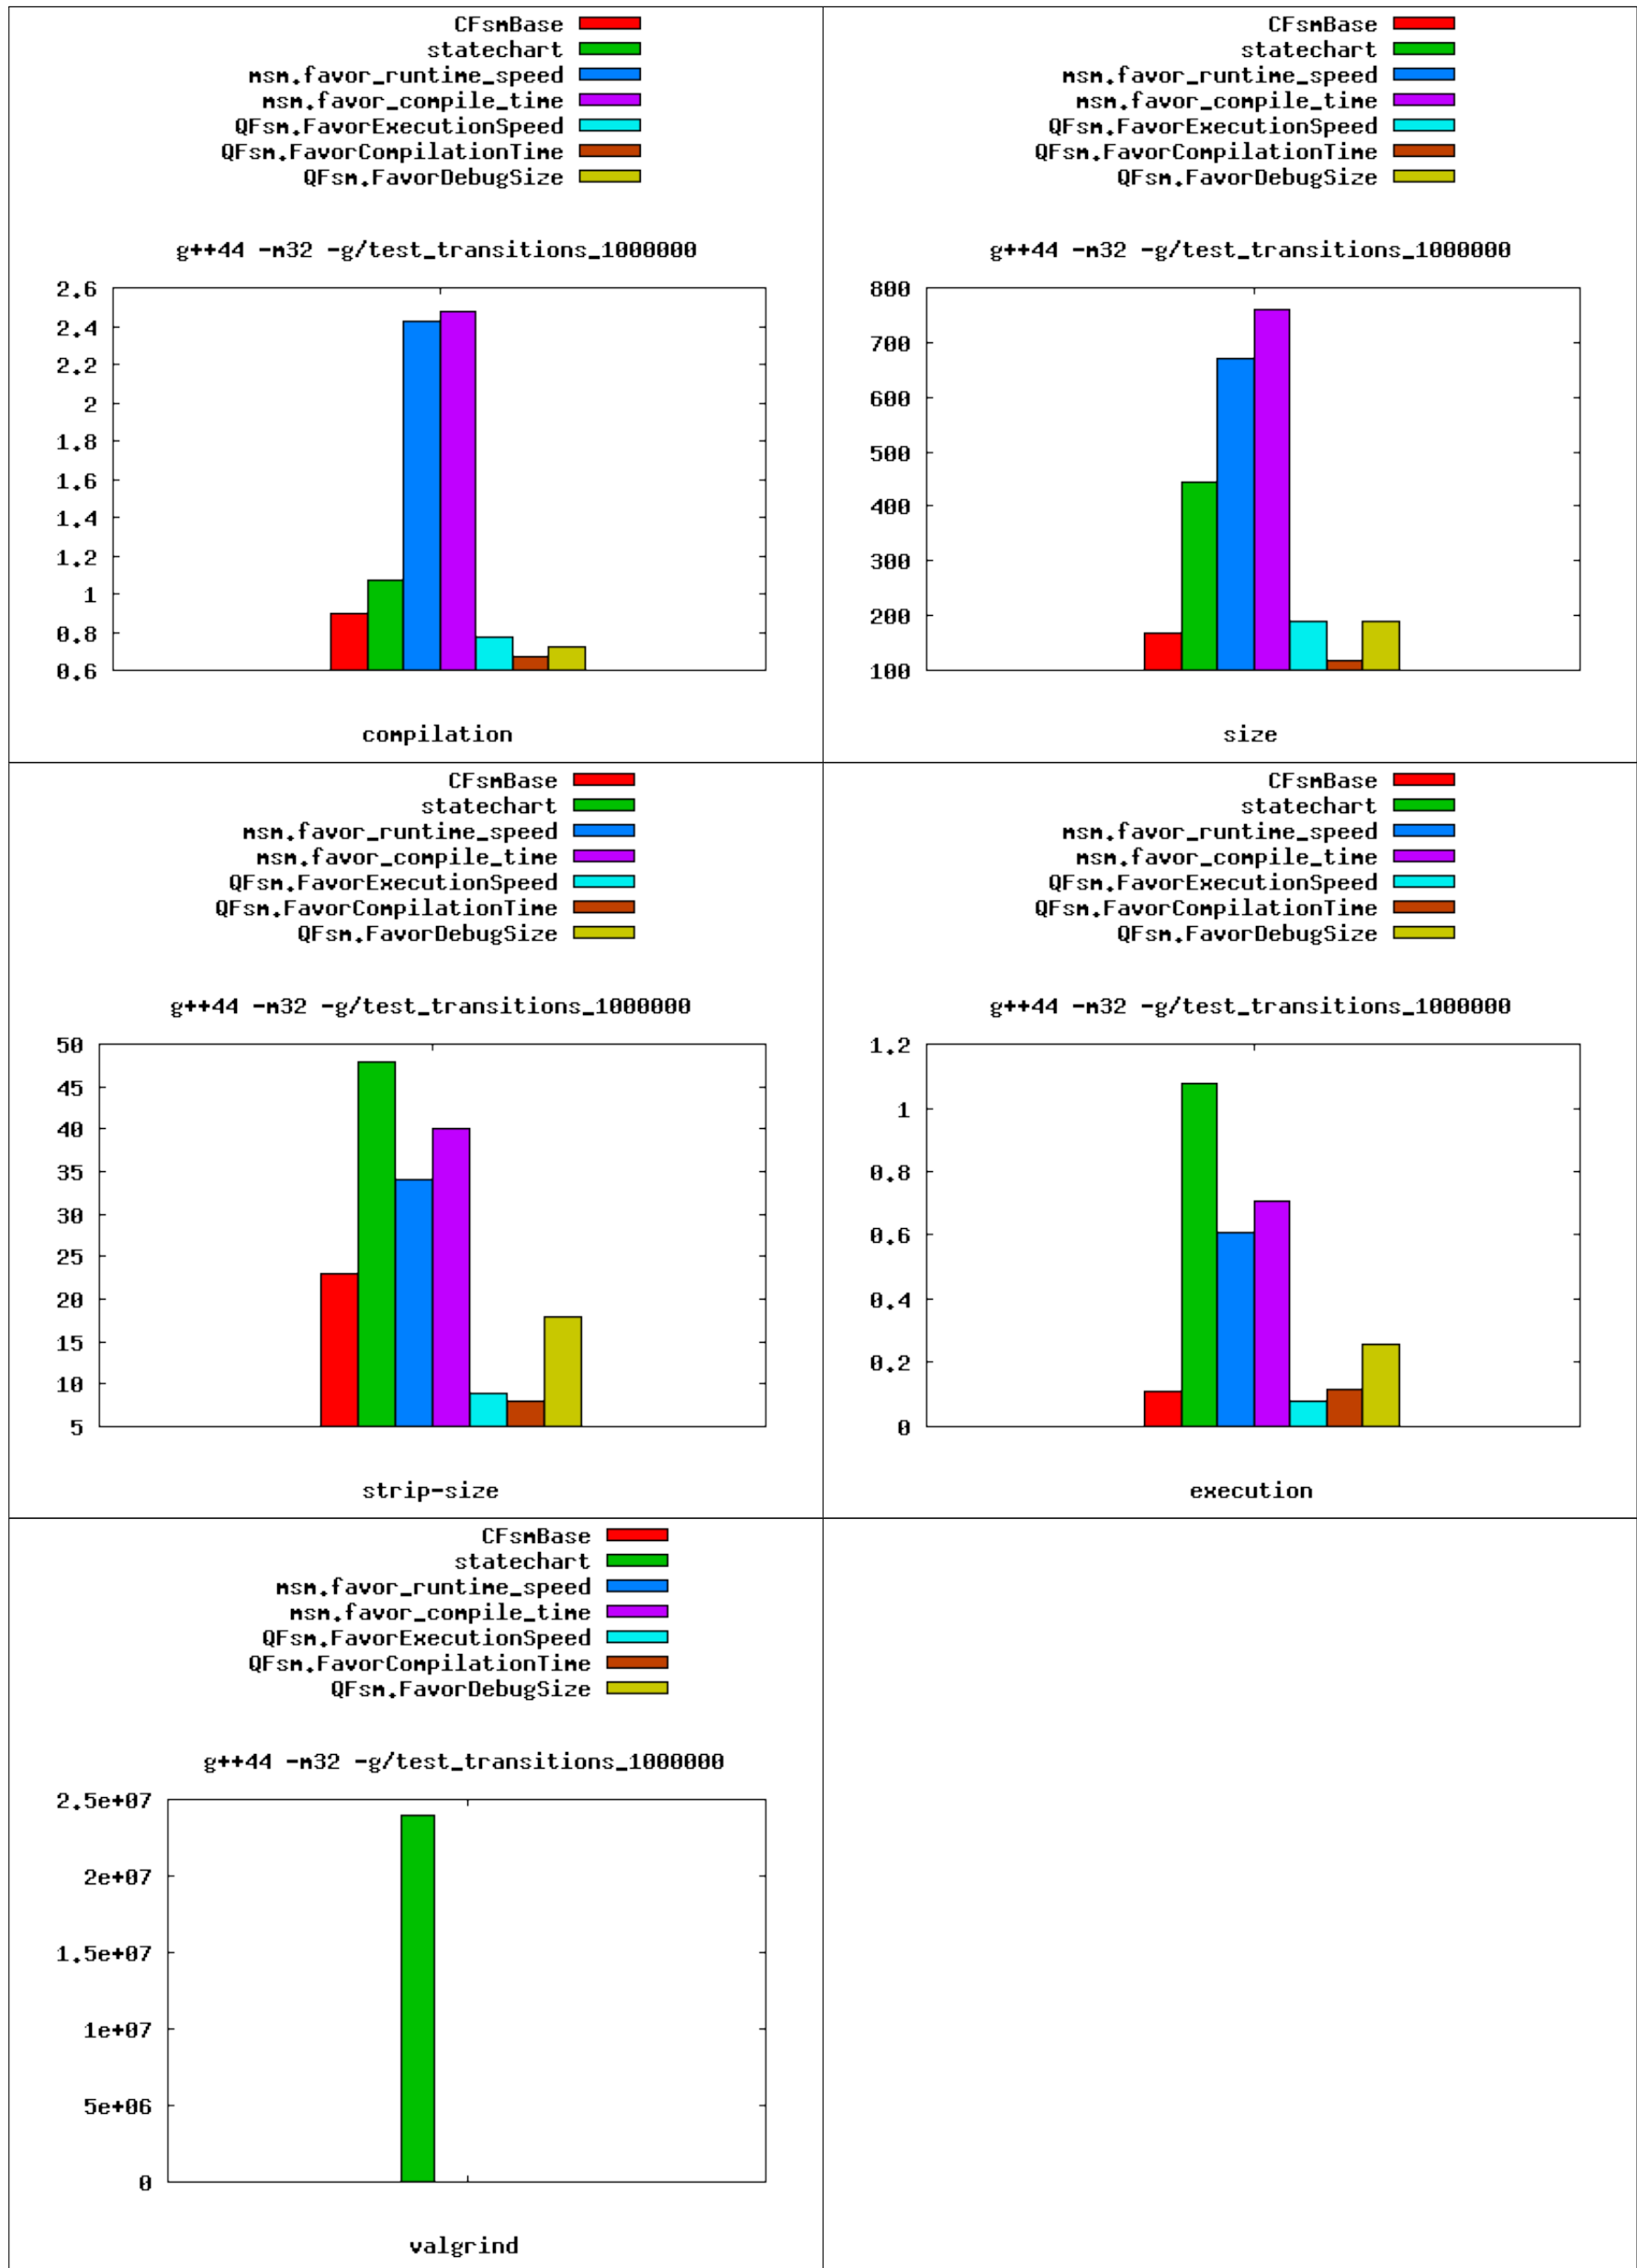 CFsmBase
statechart
msm.favor_runtime_speed
msm.favor_compile_time
QFsm.FavorExecutionSpeed
QFsm.FavorCompilationTime
QFsm.FavorDebugSize
g++44 -m32 -g/test_transitions_1000000
2.6
2.4
2.2
2
1.8
1.6
1.4
1.2
1
0.8
0.6
compilation
CFsmBase
statechart
msm.favor_runtime_speed
msm.favor_compile_time
QFsm.FavorExecutionSpeed
QFsm.FavorCompilationTime
QFsm.FavorDebugSize
g++44 -m32 -g/test_transitions_1000000
800
700
600
500
400
300
200
100
size
CFsmBase
statechart
msm.favor_runtime_speed
msm.favor_compile_time
QFsm.FavorExecutionSpeed
QFsm.FavorCompilationTime
QFsm.FavorDebugSize
g++44 -m32 -g/test_transitions_1000000
50
45
40
35
30
25
20
15
10
5
strip-size
CFsmBase
statechart
msm.favor_runtime_speed
msm.favor_compile_time
QFsm.FavorExecutionSpeed
QFsm.FavorCompilationTime
QFsm.FavorDebugSize
g++44 -m32 -g/test_transitions_1000000
1.2
1
0.8
0.6
0.4
0.2
0
execution
CFsmBase
statechart
msm.favor_runtime_speed
msm.favor_compile_time
QFsm.FavorExecutionSpeed
QFsm.FavorCompilationTime
QFsm.FavorDebugSize
g++44 -m32 -g/test_transitions_1000000
2.5e+07
2e+07
1.5e+07
1e+07
5e+06
0
valgrind